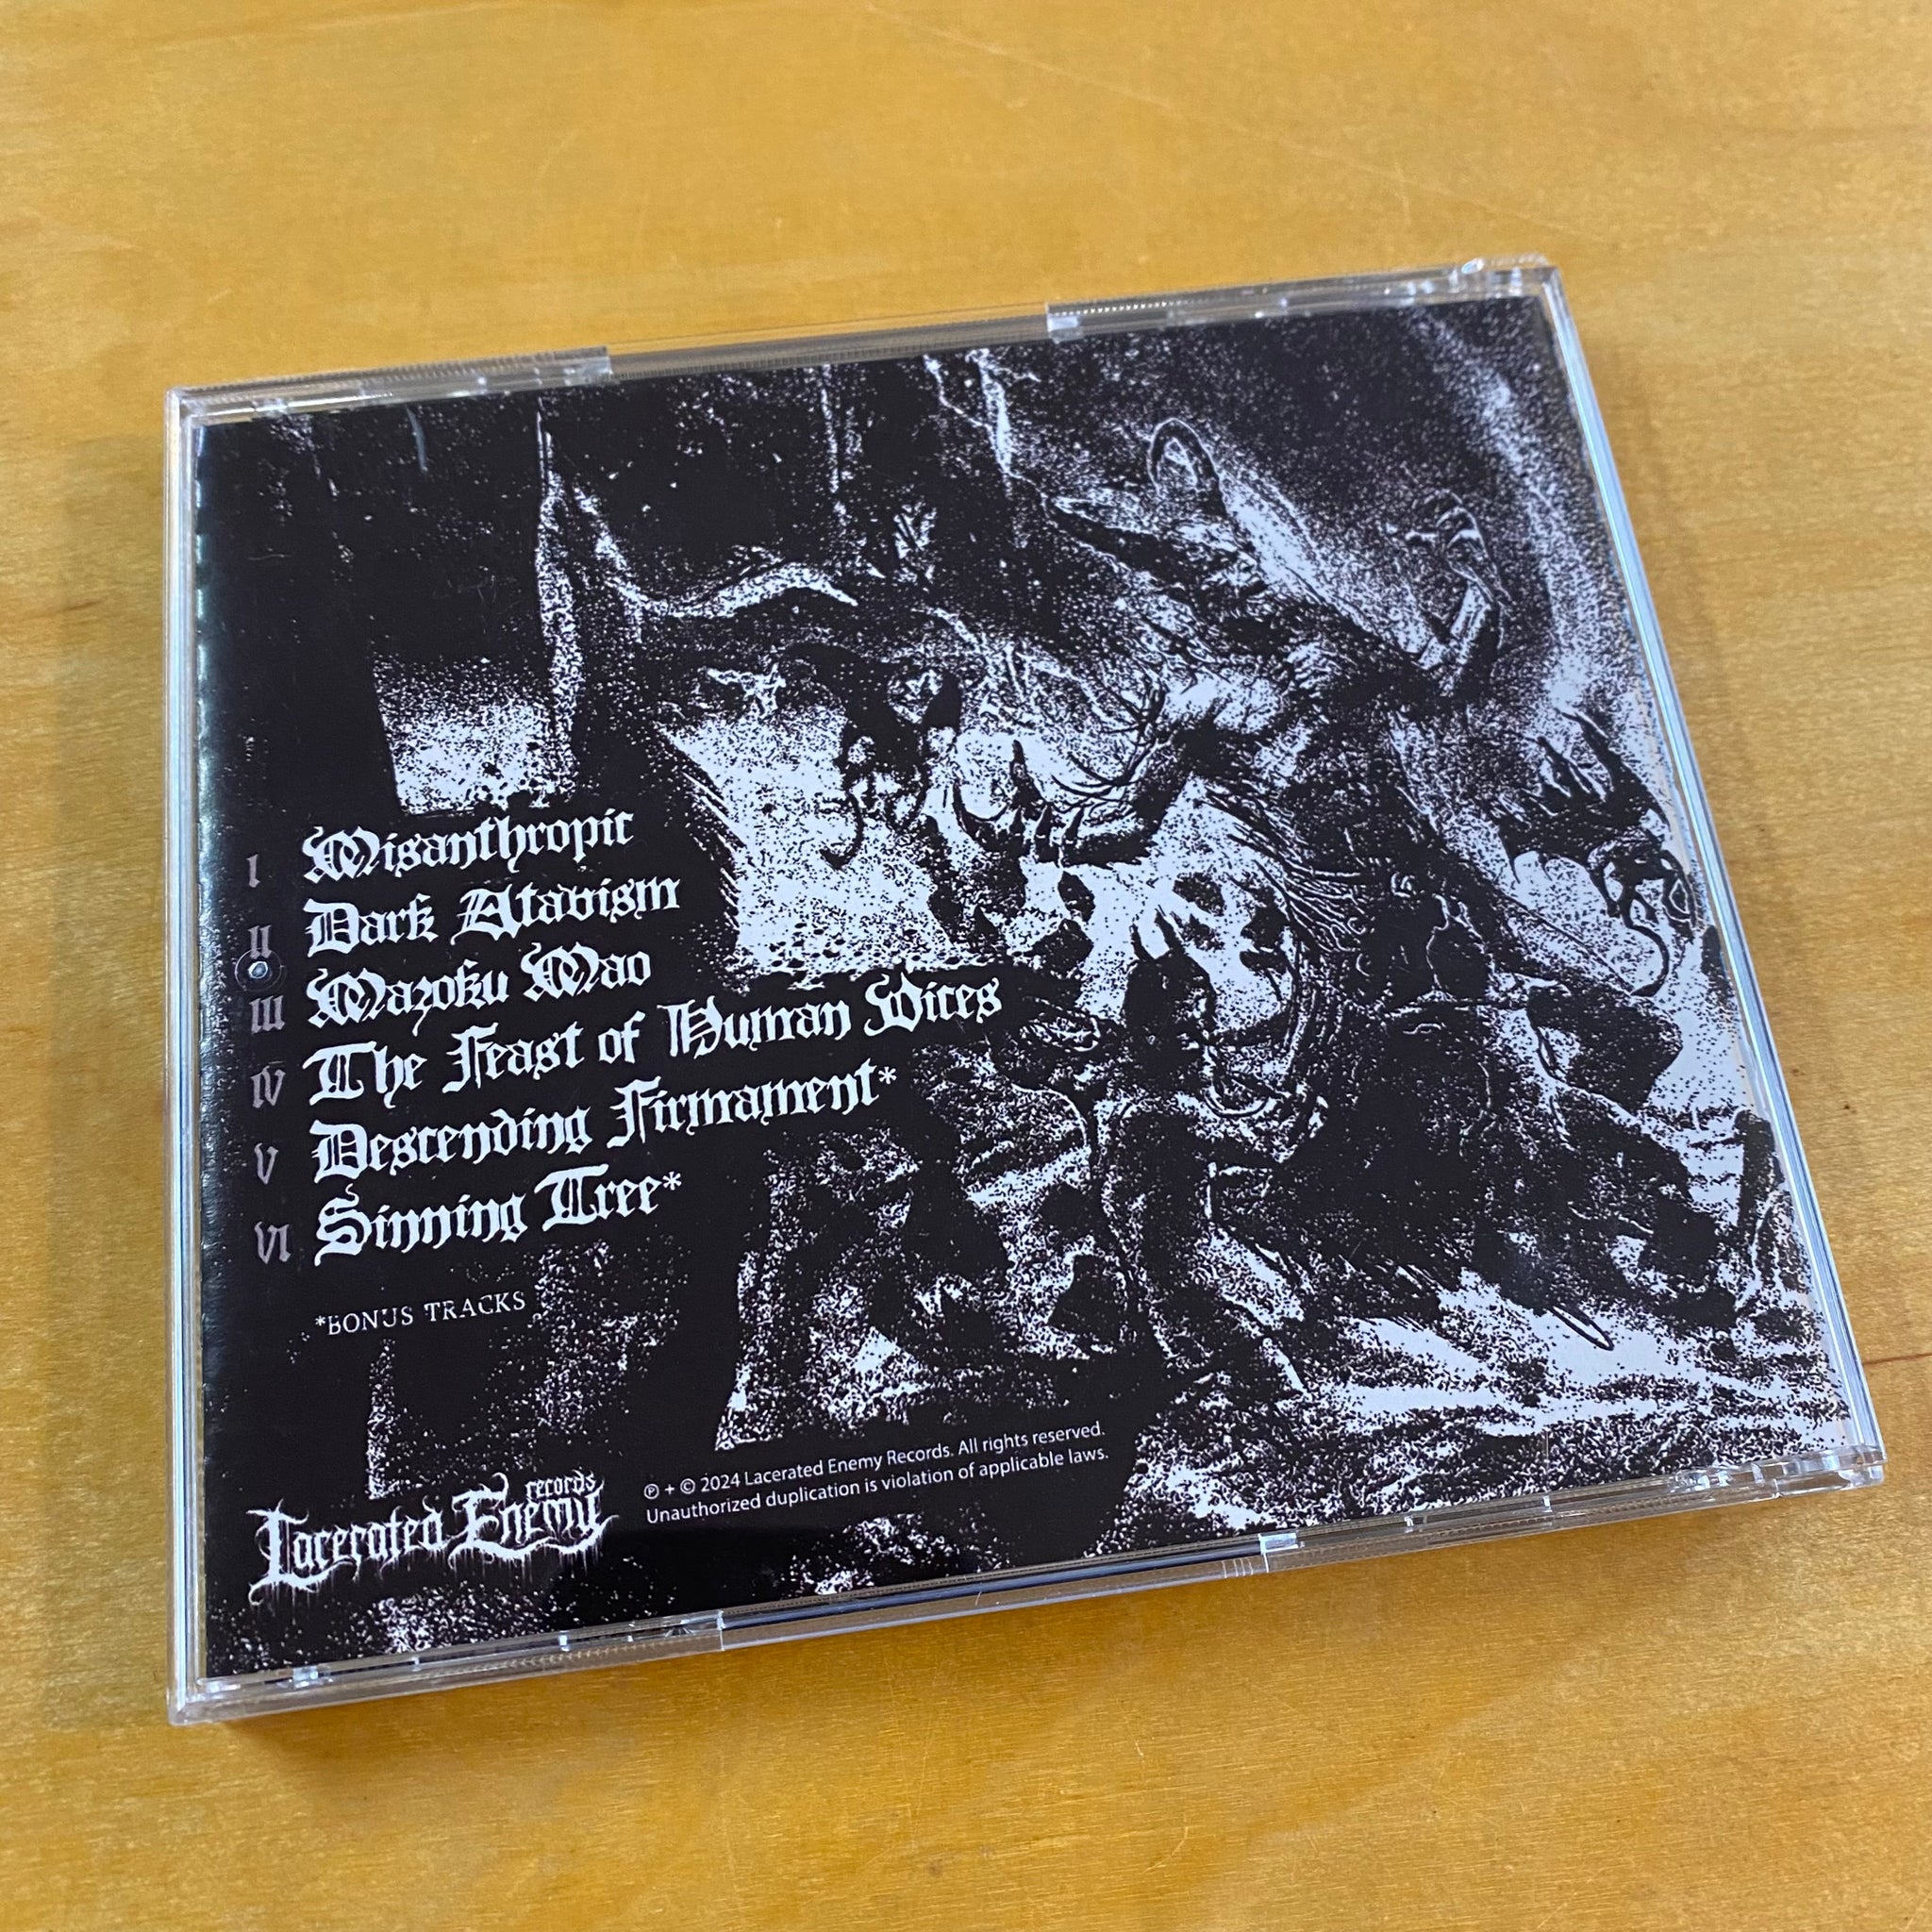 I Misanthropic
II Dark Atavism
III Mazoku Mao
IV The Feast of Human Vices
V Descending Firmament*
VI Sinning Tree*
*BONUS TRACKS
Lacerated Enemy records
℗ + © 2024 Lacerated Enemy Records. All rights reserved.
Unauthorized duplication is violation of applicable laws.